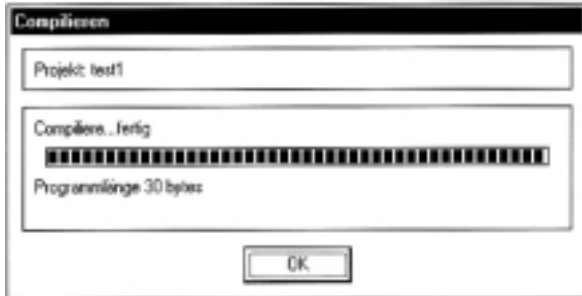 Compilieren
Projekt: test1
Compiliere...fertig
Programmlänge 30 bytes
OK